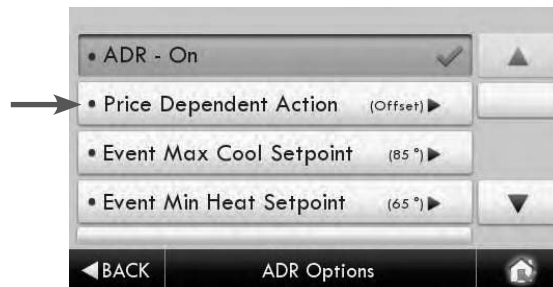 • ADR - On
• Price Dependent Action (Offset)
• Event Max Cool Setpoint (85 °)
• Event Min Heat Setpoint (65 °)
BACK ADR Options